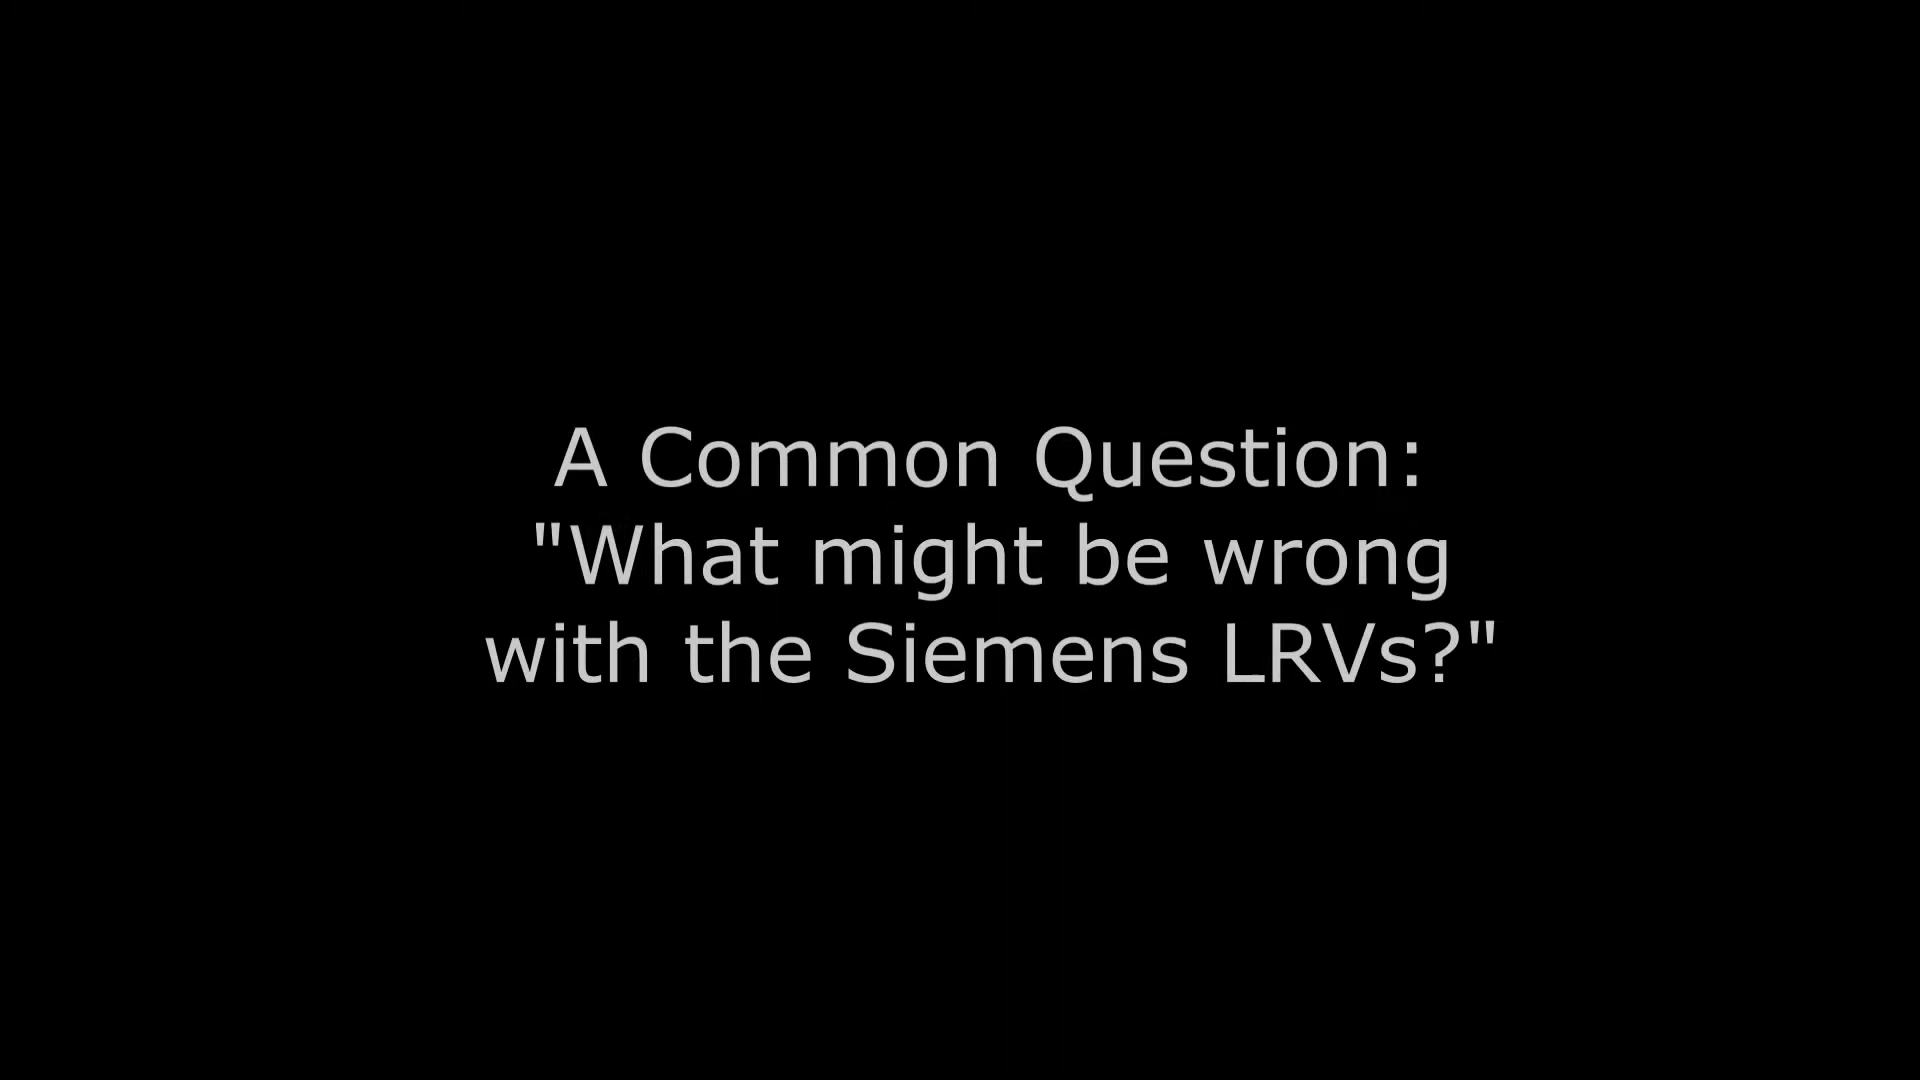 A Common Question:
"What might be wrong
with the Siemens LRVs?"